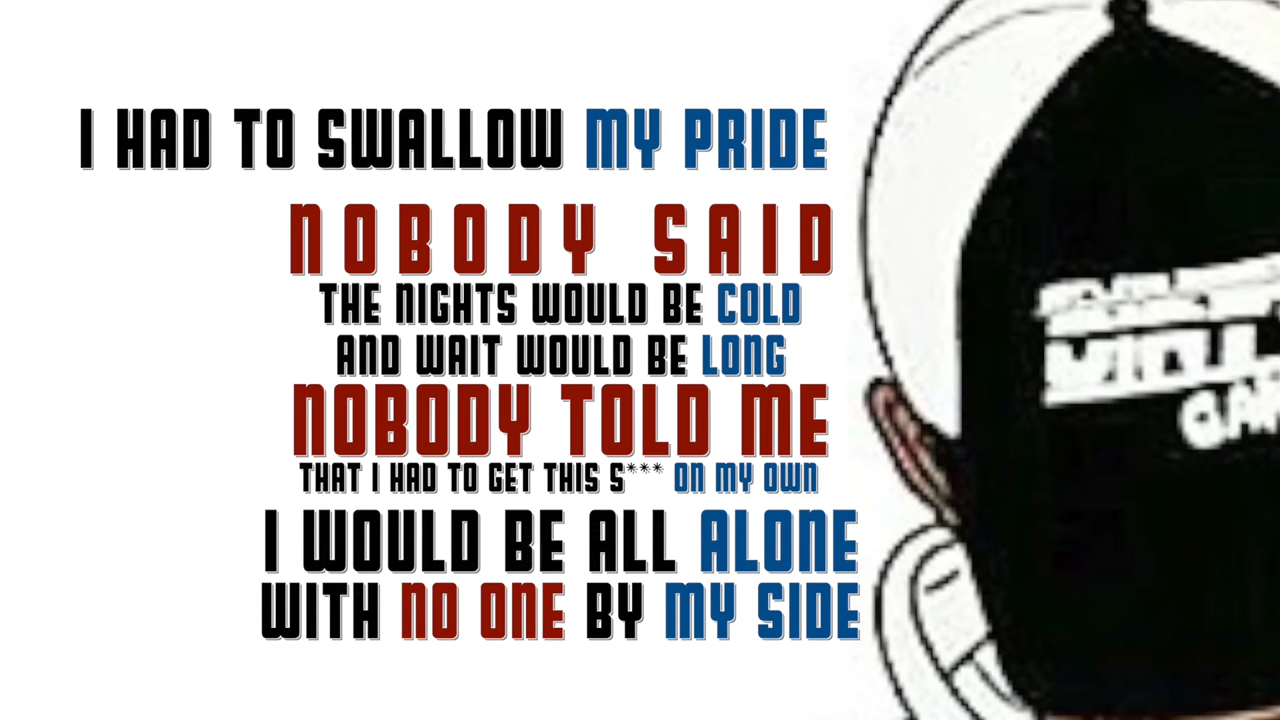 I HAD TO SWALLOW MY PRIDE
NOBODY SAID
THE NIGHTS WOULD BE COLD
AND WAIT WOULD BE LONG
NOBODY TOLD ME
THAT I HAD TO GET THIS S*** ON MY OWN
I WOULD BE ALL ALONE
WITH NO ONE BY MY SIDE